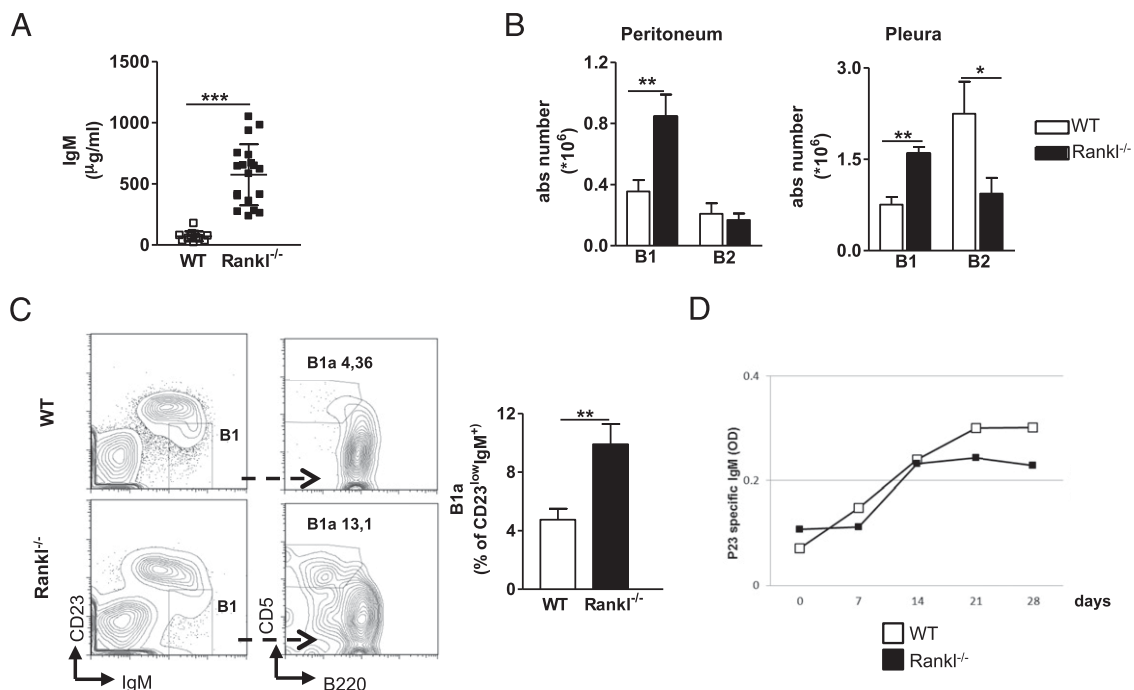 A
1500
1000
500
0
IgM
(µg/ml)
***
WT Rankl-/-
B
Peritoneum
1.2
0.8
0.4
0.0
abs number
(*10⁶)
**
B1 B2
Pleura
3.0
1.5
0.0
abs number
(*10⁶)
**
*
B1 B2
WT
Rankl-/-
C
WT
B1
B1a 4,36
Rankl-/-
B1
B1a 13,1
CD23
IgM
CD5
B220
12
8
4
0
B1a
(% of CD23lowIgM+)
**
WT Rankl-/-
D
0.4
0.2
0
P23 specific IgM (OD)
0 7 14 21 28 days
WT
Rankl-/-